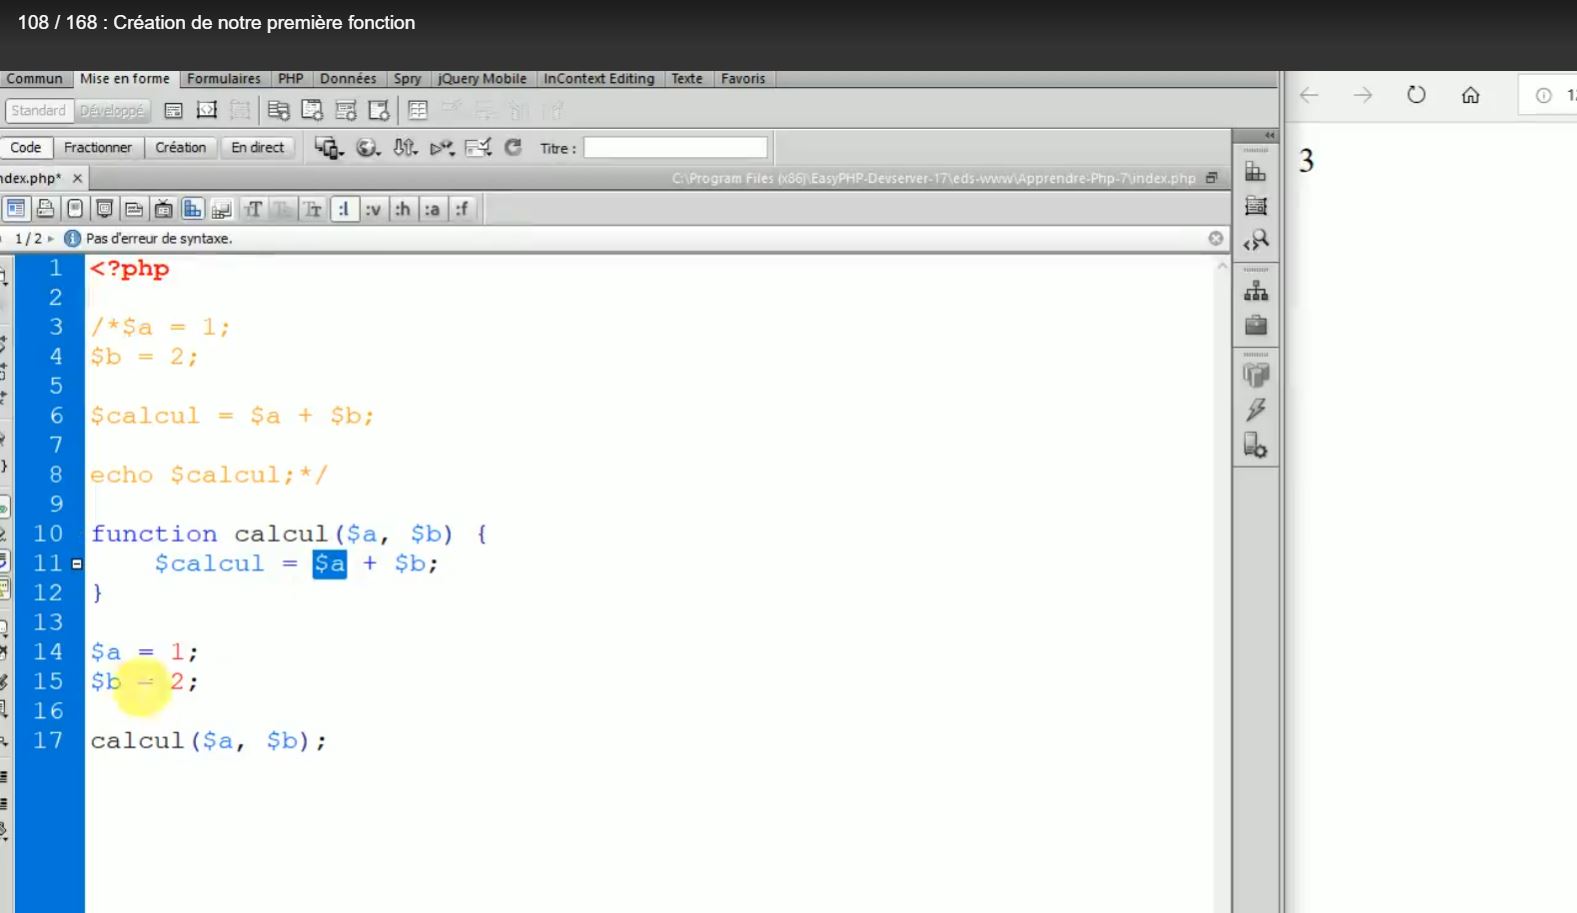 108 / 168 : Création de notre première fonction
Commun Mise en forme Formulaires PHP Données Spry jQuery Mobile InContext Editing Texte Favoris
Standard Développé
Code Fractionner Création En direct Titre :
ndex.php* x C:\Program Files (x86)\EasyPHP-Devserver-17\eds-www\Apprendre-Php-7\index.php
:l :v :h :a :f
1 / 2 Pas d'erreur de syntaxe.
1 <?php
2
3 /*$a = 1;
4 $b = 2;
5
6 $calcul = $a + $b;
7
8 echo $calcul;*/
9
10 function calcul($a, $b) {
11 $calcul = $a + $b;
12 }
13
14 $a = 1;
15 $b = 2;
16
17 calcul($a, $b);
3